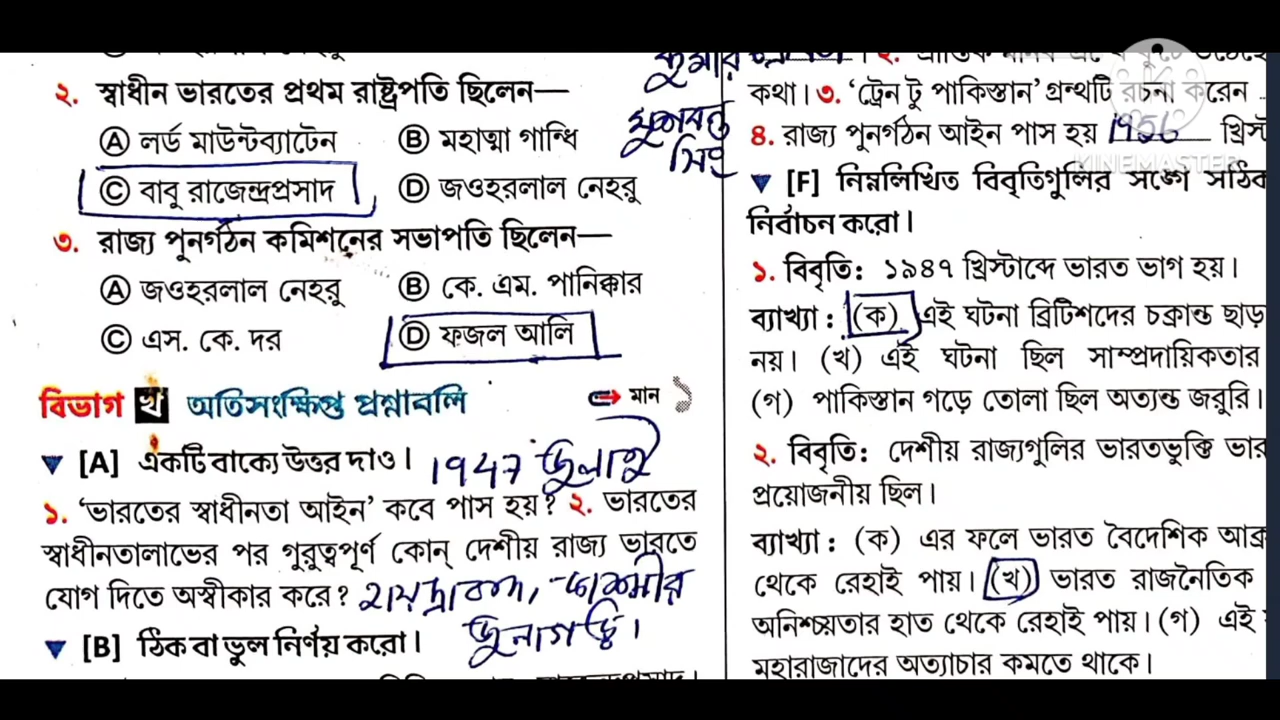 ২. স্বাধীন ভারতের প্রথম রাষ্ট্রপতি ছিলেন—
Ⓐ লর্ড মাউন্টব্যাটেন Ⓑ মহাত্মা গান্ধি
Ⓒ বাবু রাজেন্দ্রপ্রসাদ Ⓓ জওহরলাল নেহরু
৩. রাজ্য পুনর্গঠন কমিশনের সভাপতি ছিলেন—
Ⓐ জওহরলাল নেহরু Ⓑ কে. এম. পানিক্কার
Ⓒ এস. কে. দর Ⓓ ফজল আলি
বিভাগ খ অতিসংক্ষিপ্ত প্রশ্নাবলি মান ১
▼ [A] একটি বাক্যে উত্তর দাও। 1947 জুলাই
১. ‘ভারতের স্বাধীনতা আইন’ কবে পাস হয়? ২. ভারতের
স্বাধীনতালাভের পর গুরুত্বপূর্ণ কোন্ দেশীয় রাজ্য ভারতে
যোগ দিতে অস্বীকার করে? হায়দ্রাবাদ, কাশ্মীর
জুনাগড়।
▼ [B] ঠিক বা ভুল নির্ণয় করো।
কুমার
খুশবন্ত
সিং
কথা। ৩. ‘ট্রেন টু পাকিস্তান’ গ্রন্থটি রচনা করেন
৪. রাজ্য পুনর্গঠন আইন পাস হয় 1956 খ্রিস্ট
KINEMASTER
▼ [F] নিম্নলিখিত বিবৃতিগুলির সঙ্গে সঠিক
নির্বাচন করো।
১. বিবৃতি: ১৯৪৭ খ্রিস্টাব্দে ভারত ভাগ হয়।
ব্যাখ্যা: (ক) এই ঘটনা ব্রিটিশদের চক্রান্ত ছাড়
নয়। (খ) এই ঘটনা ছিল সাম্প্রদায়িকতার
(গ) পাকিস্তান গড়ে তোলা ছিল অত্যন্ত জরুরি।
২. বিবৃতি: দেশীয় রাজ্যগুলির ভারতভুক্তি ভার
প্রয়োজনীয় ছিল।
ব্যাখ্যা: (ক) এর ফলে ভারত বৈদেশিক আক্র
থেকে রেহাই পায়। (খ) ভারত রাজনৈতিক
অনিশ্চয়তার হাত থেকে রেহাই পায়। (গ) এই
মহারাজাদের অত্যাচার কমতে থাকে।